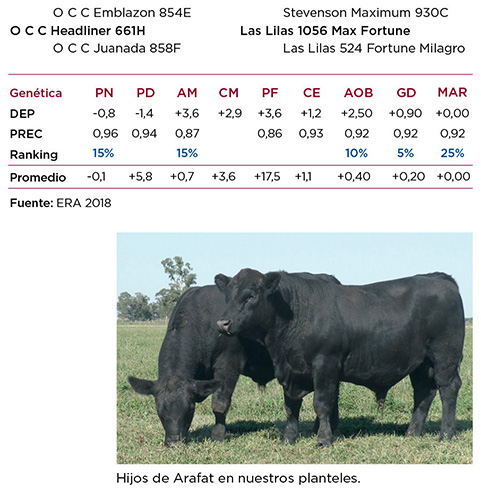 O C C Emblazon 854E Stevenson Maximum 930C
O C C Headliner 661H Las Lilas 1056 Max Fortune
O C C Juanada 858F Las Lilas 524 Fortune Milagro
Genética PN PD AM CM PF CE AOB GD MAR
DEP -0,8 -1,4 +3,6 +2,9 -3,6 +1,2 +2,50 +0,90 +0,00
PREC 0,96 0,94 0,87 0,86 0,93 0,92 0,92 0,92
Ranking 15% 15% 10% 5% 25%
Promedio -0,1 +5,8 +0,7 +3,6 +17,5 +1,1 +0,40 +0,20 +0,00
Fuente: ERA 2018
Hijos de Arafat en nuestros planteles.